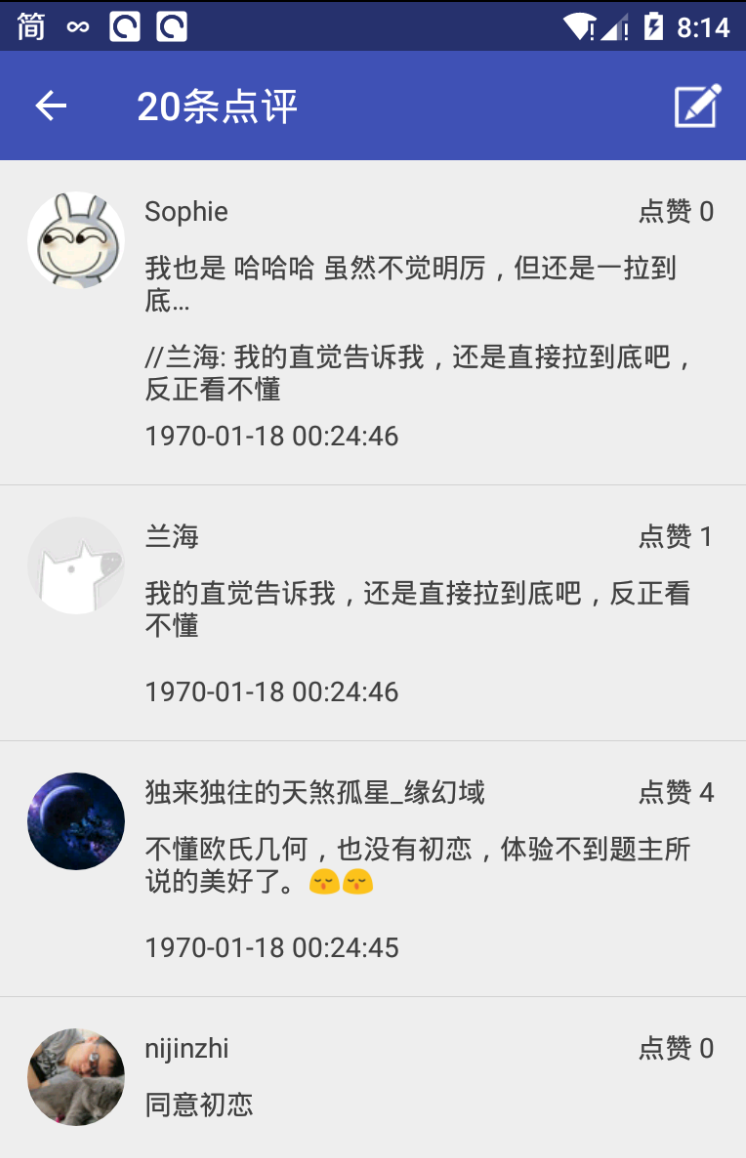 简 8:14
20条点评
Sophie 点赞 0
我也是 哈哈哈 虽然不觉明厉，但还是一拉到
底...
//兰海: 我的直觉告诉我，还是直接拉到底吧，
反正看不懂
1970-01-18 00:24:46
兰海 点赞 1
我的直觉告诉我，还是直接拉到底吧，反正看
不懂
1970-01-18 00:24:46
独来独往的天煞孤星_缘幻域 点赞 4
不懂欧氏几何，也没有初恋，体验不到题主所
说的美好了。😌😌
1970-01-18 00:24:45
nijinzhi 点赞 0
同意初恋